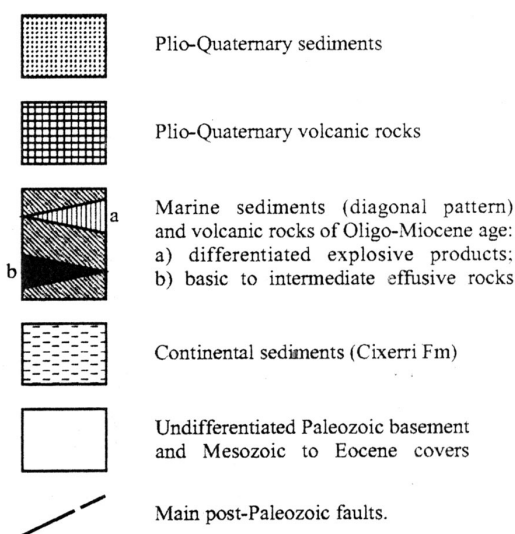 Plio-Quaternary sediments
Plio-Quaternary volcanic rocks
a
b
Marine sediments (diagonal pattern)
and volcanic rocks of Oligo-Miocene age:
a) differentiated explosive products;
b) basic to intermediate effusive rocks
Continental sediments (Cixerri Fm)
Undifferentiated Paleozoic basement
and Mesozoic to Eocene covers
Main post-Paleozoic faults.